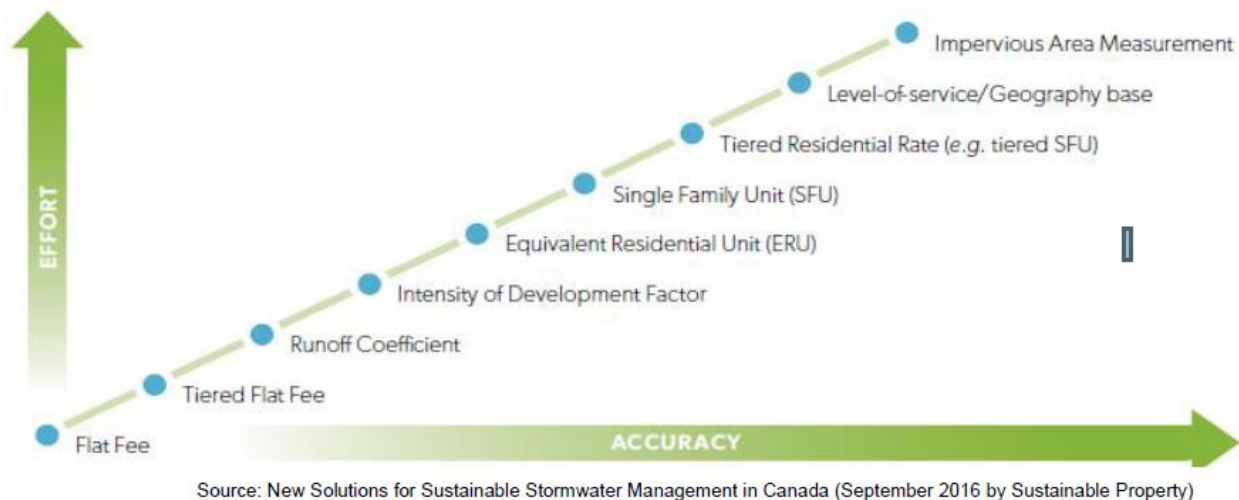 Impervious Area Measurement
Level-of-service/Geography base
Tiered Residential Rate (e.g. tiered SFU)
Single Family Unit (SFU)
EFFORT
Equivalent Residential Unit (ERU)
Intensity of Development Factor
Runoff Coefficient
Tiered Flat Fee
Flat Fee
ACCURACY
Source: New Solutions for Sustainable Stormwater Management in Canada (September 2016 by Sustainable Property)